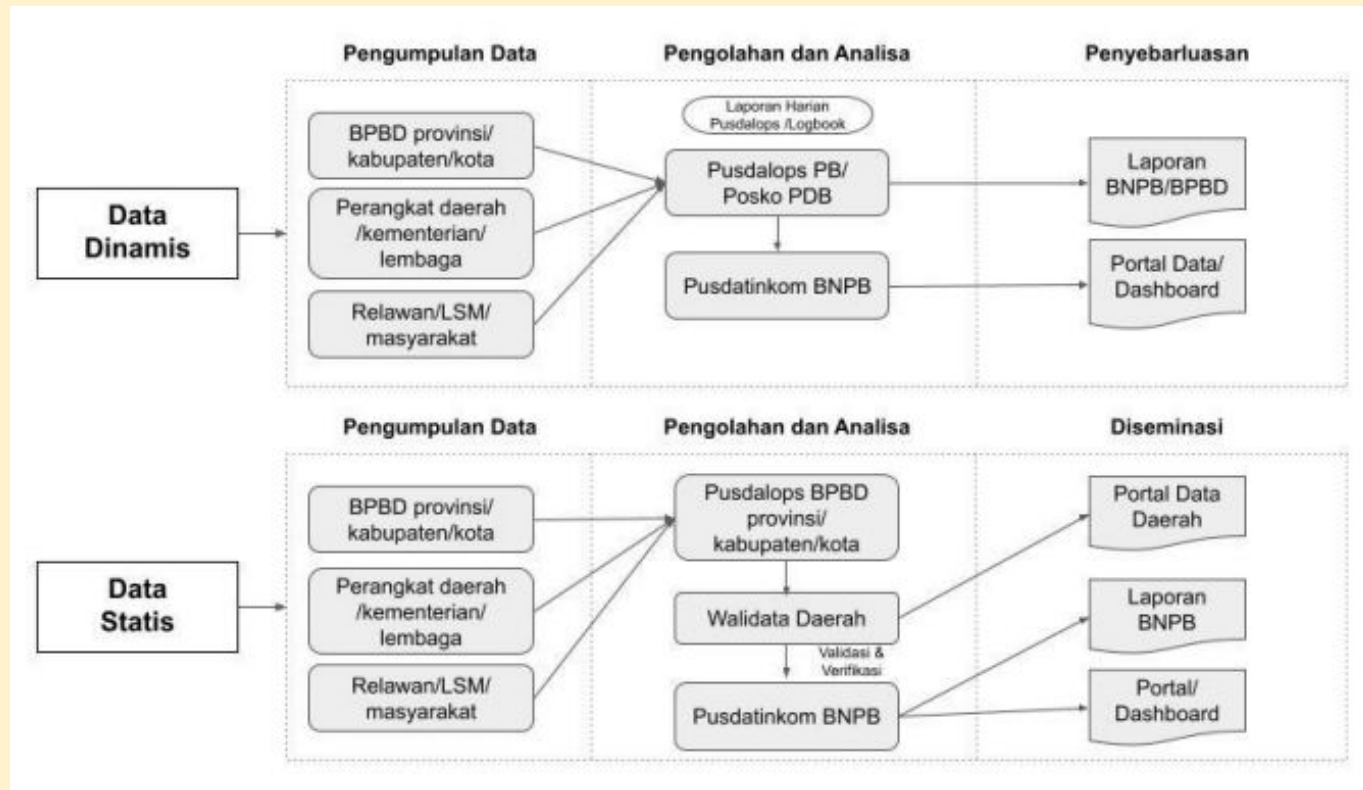 Pengumpulan Data
Pengolahan dan Analisa
Penyebarluasan
Data
Dinamis
BPBD provinsi/
kabupaten/kota
Perangkat daerah
/kementerian/
lembaga
Relawan/LSM/
masyarakat
Laporan Harian
Pusdalops /Logbook
Pusdalops PB/
Posko PDB
Pusdatinkom BNPB
Laporan
BNPB/BPBD
Portal Data/
Dashboard
Pengumpulan Data
Pengolahan dan Analisa
Diseminasi
Data
Statis
BPBD provinsi/
kabupaten/kota
Perangkat daerah
/kementerian/
lembaga
Relawan/LSM/
masyarakat
Pusdalops BPBD
provinsi/
kabupaten/kota
Walidata Daerah
Validasi &
Verifikasi
Pusdatinkom BNPB
Portal Data
Daerah
Laporan
BNPB
Portal/
Dashboard